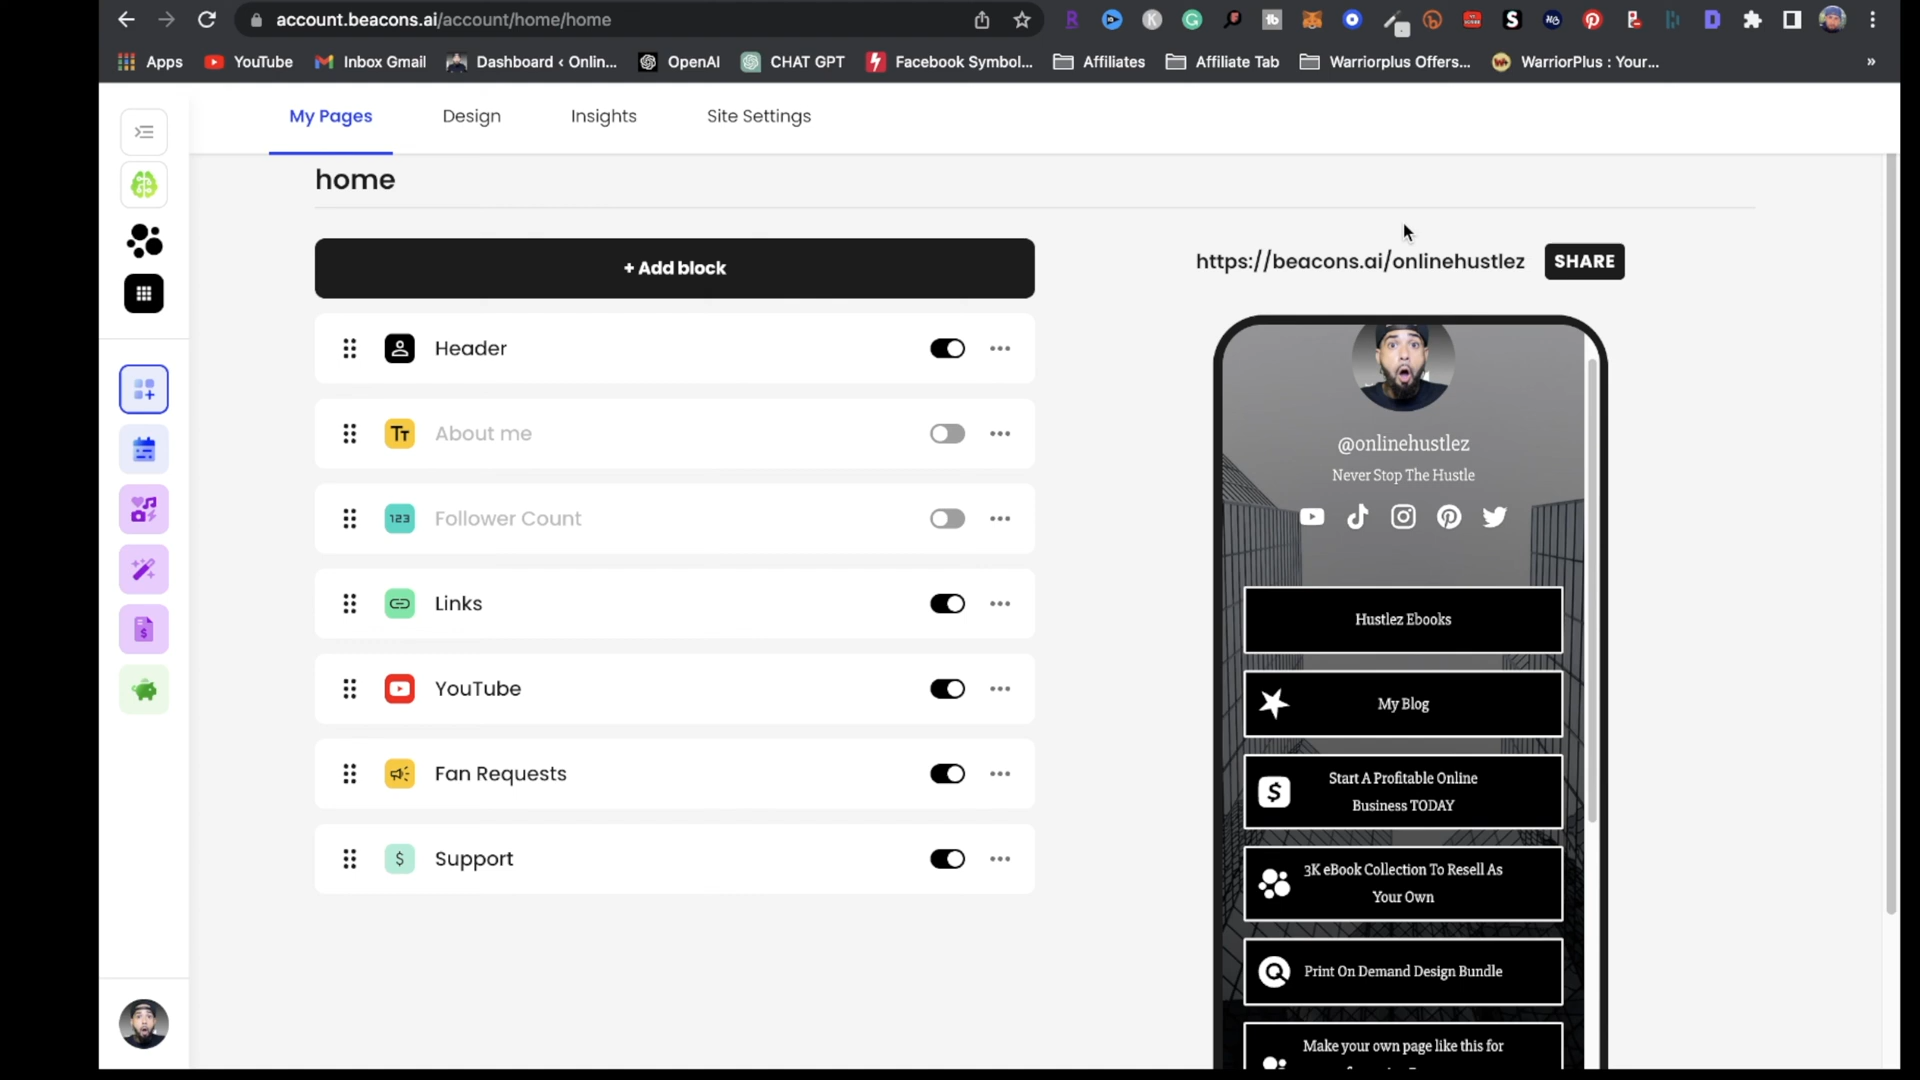 account.beacons.ai/account/home/home
Apps
YouTube
Inbox Gmail
Dashboard ‹ Onlin...
OpenAI
CHAT GPT
Facebook Symbol...
Affiliates
Affiliate Tab
Warriorplus Offers...
WarriorPlus : Your...
»
My Pages
Design
Insights
Site Settings
home
+ Add block
https://beacons.ai/onlinehustlez
SHARE
Header
TT About me
123 Follower Count
Links
YouTube
Fan Requests
$ Support
@onlinehustlez
Never Stop The Hustle
Hustlez Ebooks
My Blog
Start A Profitable Online
Business TODAY
3K eBook Collection To Resell As
Your Own
Print On Demand Design Bundle
Make your own page like this for